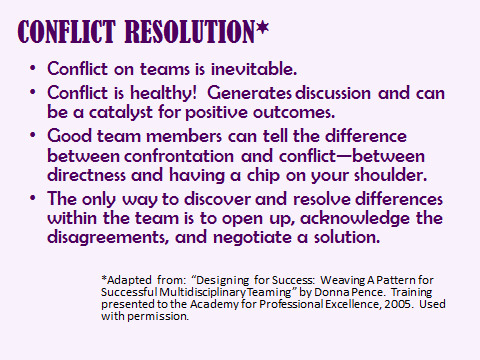 CONFLICT RESOLUTION*
• Conflict on teams is inevitable.
• Conflict is healthy!  Generates discussion and can
be a catalyst for positive outcomes.
• Good team members can tell the difference
between confrontation and conflict—between
directness and having a chip on your shoulder.
• The only way to discover and resolve differences
within the team is to open up, acknowledge the
disagreements, and negotiate a solution.
*Adapted from:  “Designing for Success:  Weaving A Pattern for
Successful Multidisciplinary Teaming” by Donna Pence.  Training
presented to the Academy for Professional Excellence, 2005.  Used
with permission.